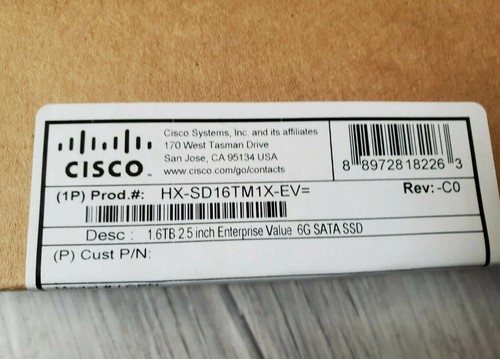 Cisco Systems, Inc. and its affiliates
170 West Tasman Drive
San Jose, CA 95134 USA
www.cisco.com/go/contacts
CISCO
8 89728 18226 3
(1P) Prod.#: HX-SD16TM1X-EV= Rev:-C0
Desc : 1.6TB 2.5 inch Enterprise Value 6G SATA SSD
(P) Cust P/N: